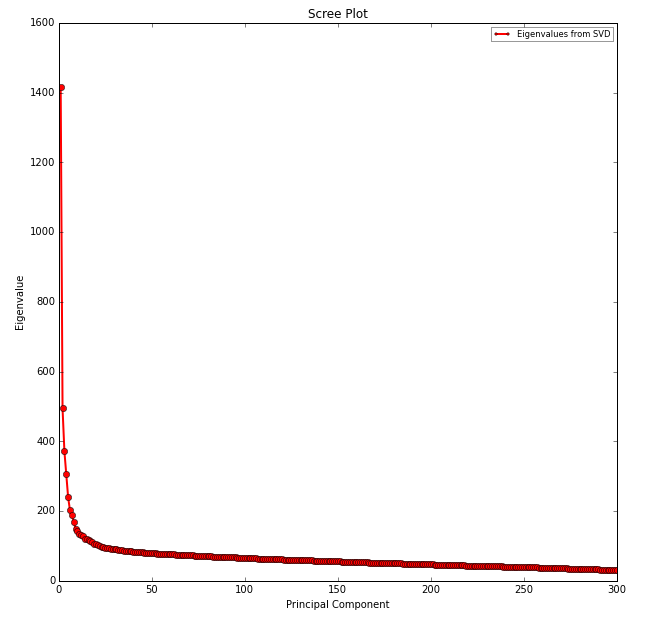 Scree Plot
Eigenvalues from SVD
1600
1400
1200
1000
800
600
400
200
0
Eigenvalue
0 50 100 150 200 250 300
Principal Component